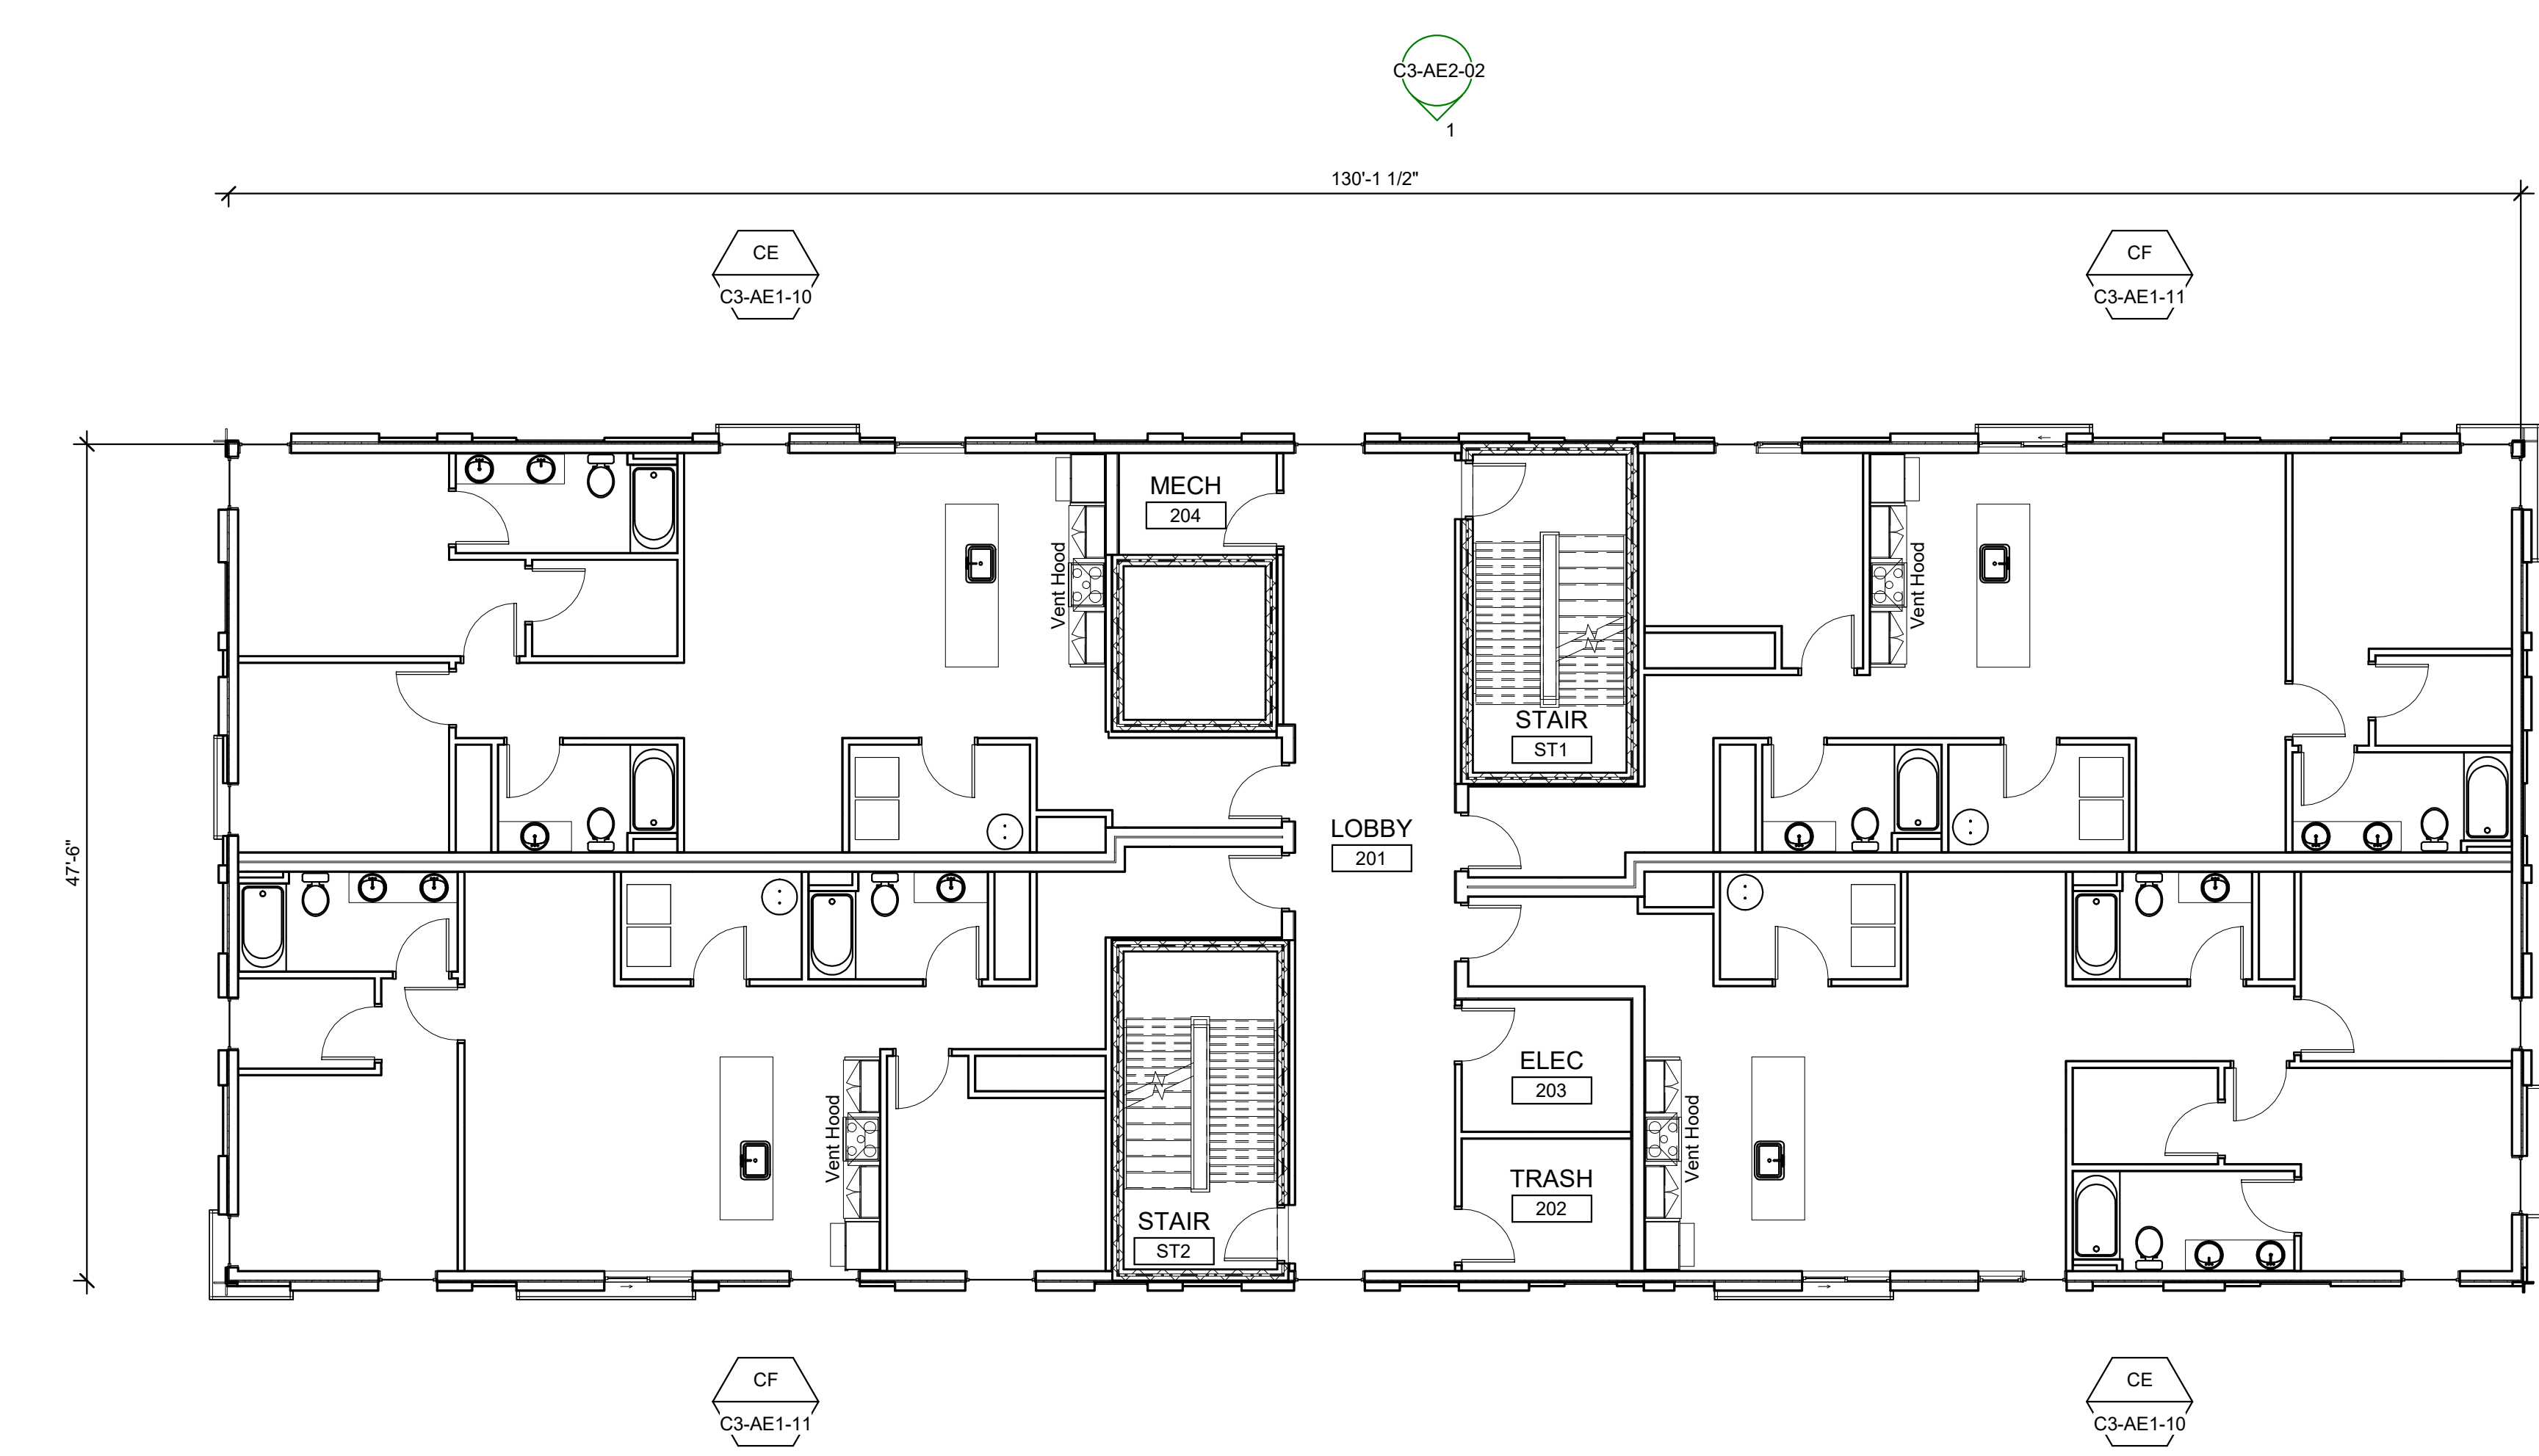 C3-AE2-02
1
130'-1 1/2"
CE
C3-AE1-10
CF
C3-AE1-11
MECH
204
Vent Hood
Vent Hood
STAIR
ST1
LOBBY
201
47'-6"
ELEC
203
Vent Hood
Vent Hood
TRASH
202
STAIR
ST2
CF
C3-AE1-11
CE
C3-AE1-10